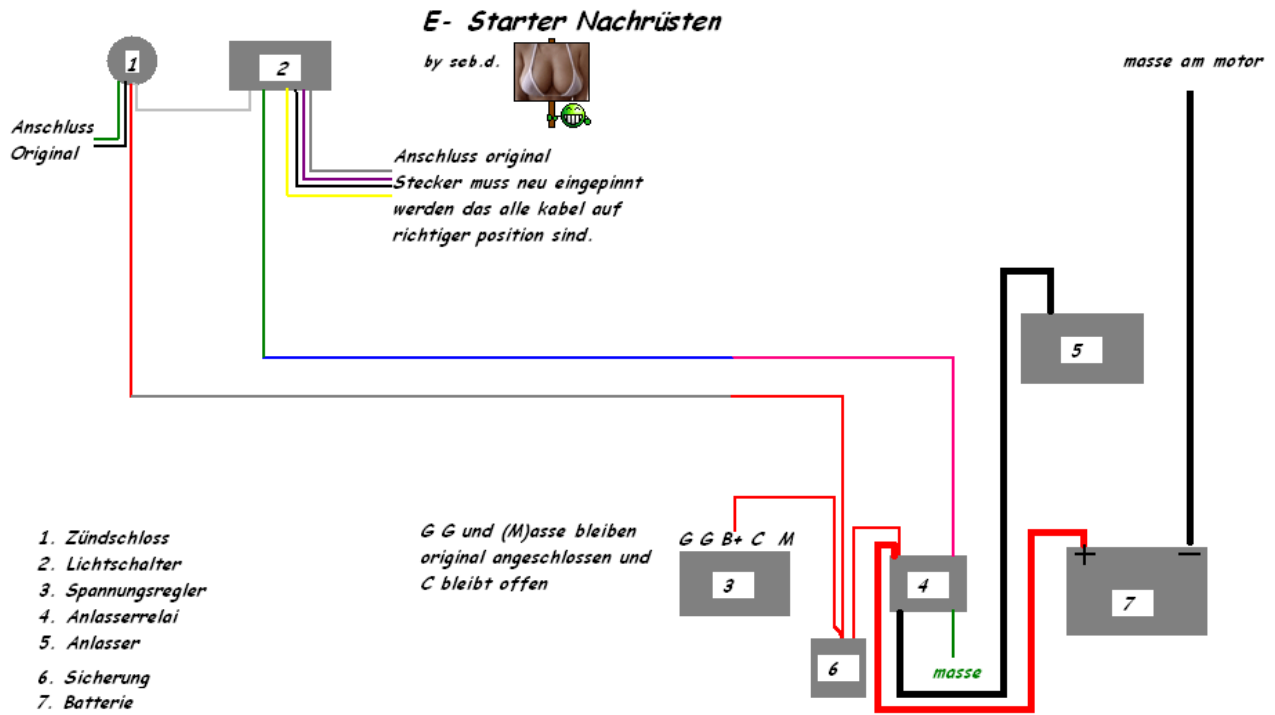 E- Starter Nachrüsten
by seb.d.
masse am motor
1
2
Anschluss
Original
Anschluss original
Stecker muss neu eingepinnt
werden das alle kabel auf
richtiger position sind.
5
1. Zündschloss
2. Lichtschalter
3. Spannungsregler
4. Anlasserrelai
5. Anlasser
6. Sicherung
7. Batterie
G G und (M)asse bleiben
original angeschlossen und
C bleibt offen
G G B+ C M
3
4
+ −
7
6
masse